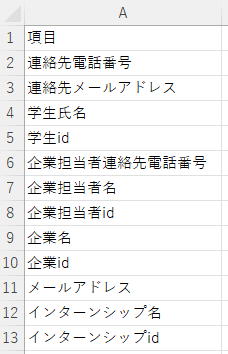 A
1 項目
2 連絡先電話番号
3 連絡先メールアドレス
4 学生氏名
5 学生id
6 企業担当者連絡先電話番号
7 企業担当者名
8 企業担当者id
9 企業名
10 企業id
11 メールアドレス
12 インターンシップ名
13 インターンシップid